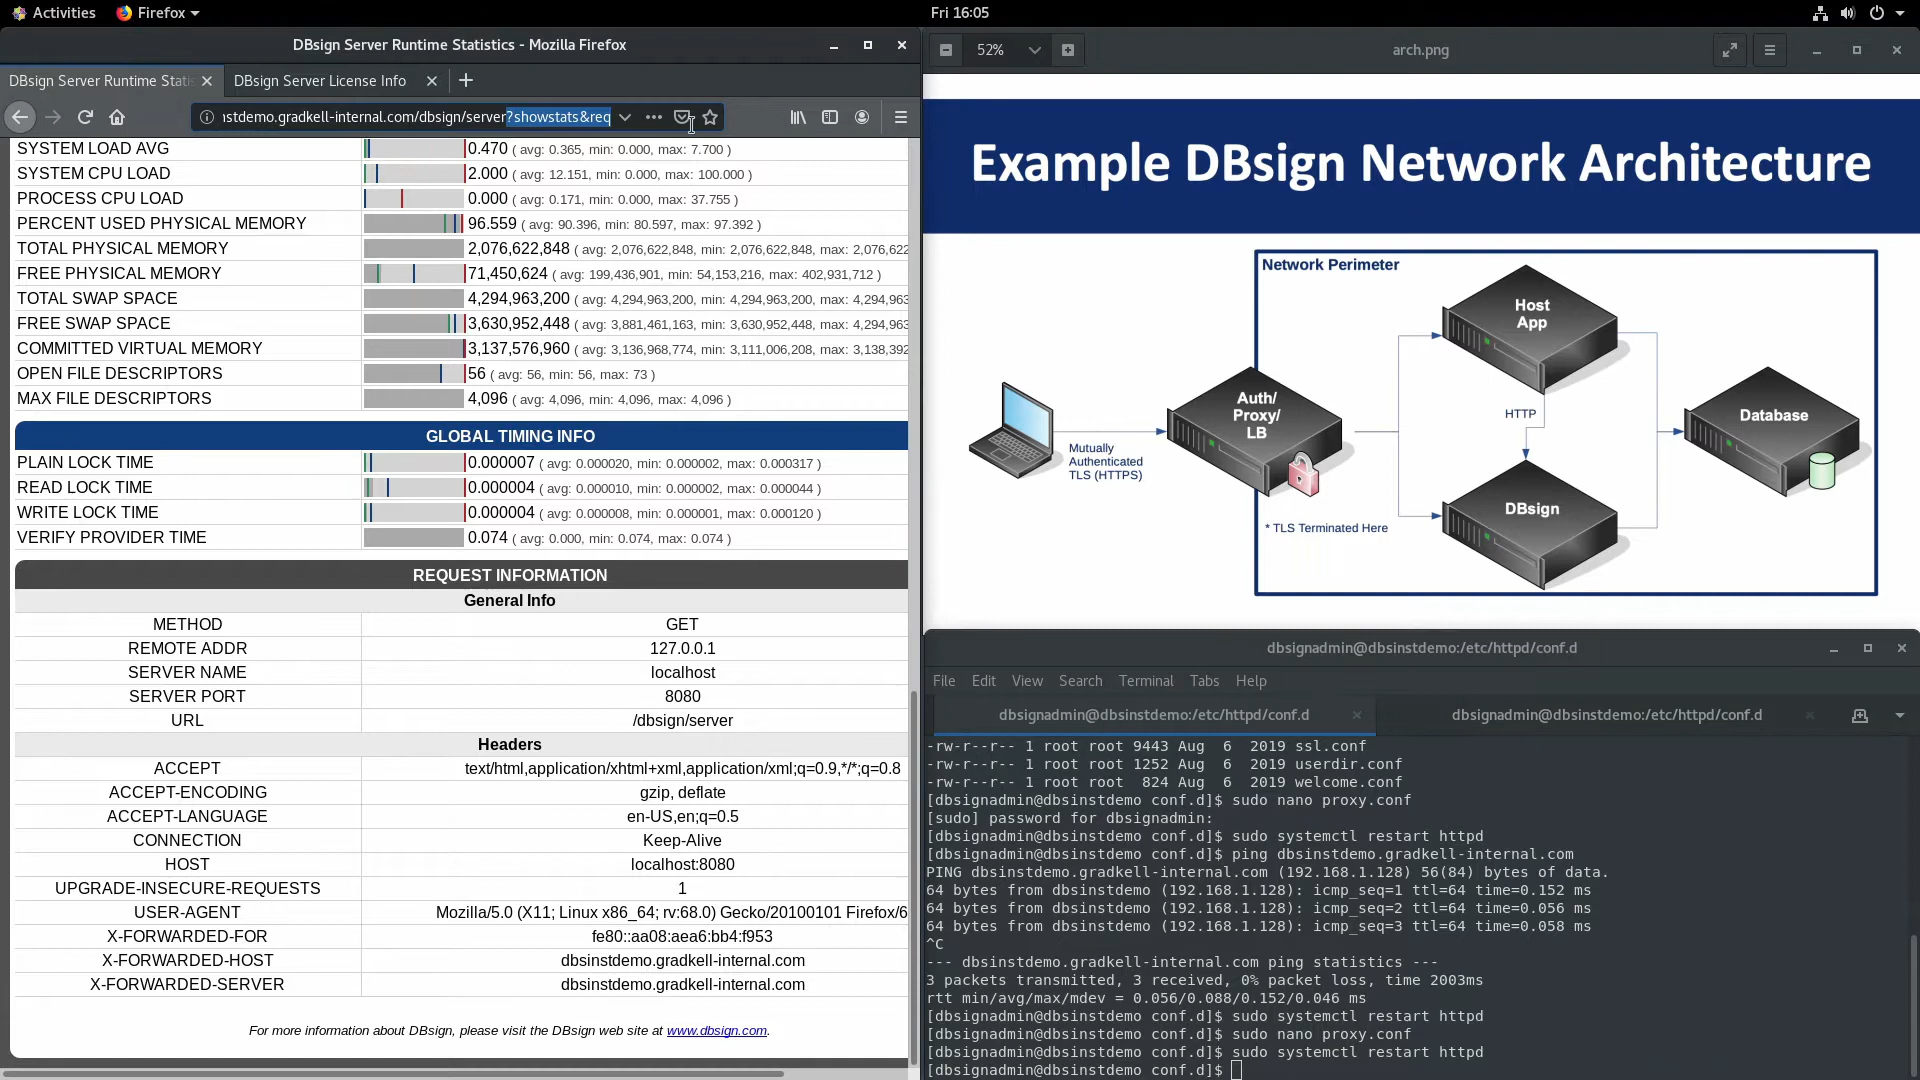 Activities
Firefox
Fri 16:05
DBsign Server Runtime Statistics - Mozilla Firefox
DBsign Server Runtime Stati
DBsign Server License Info
nstdemo.gradkell-internal.com/dbsign/server?showstats&req
SYSTEM LOAD AVG 0.470 ( avg: 0.365, min: 0.000, max: 7.700 )
SYSTEM CPU LOAD 2.000 ( avg: 12.151, min: 0.000, max: 100.000 )
PROCESS CPU LOAD 0.000 ( avg: 0.171, min: 0.000, max: 37.755 )
PERCENT USED PHYSICAL MEMORY 96.559 ( avg: 90.396, min: 80.597, max: 97.392 )
TOTAL PHYSICAL MEMORY 2,076,622,848 ( avg: 2,076,622,848, min: 2,076,622,848, max: 2,076,622
FREE PHYSICAL MEMORY 71,450,624 ( avg: 199,436,901, min: 54,153,216, max: 402,931,712 )
TOTAL SWAP SPACE 4,294,963,200 ( avg: 4,294,963,200, min: 4,294,963,200, max: 4,294,963
FREE SWAP SPACE 3,630,952,448 ( avg: 3,881,461,163, min: 3,630,952,448, max: 4,294,963
COMMITTED VIRTUAL MEMORY 3,137,576,960 ( avg: 3,136,968,774, min: 3,111,006,208, max: 3,138,392
OPEN FILE DESCRIPTORS 56 ( avg: 56, min: 56, max: 73 )
MAX FILE DESCRIPTORS 4,096 ( avg: 4,096, min: 4,096, max: 4,096 )
GLOBAL TIMING INFO
PLAIN LOCK TIME 0.000007 ( avg: 0.000020, min: 0.000002, max: 0.000317 )
READ LOCK TIME 0.000004 ( avg: 0.000010, min: 0.000002, max: 0.000044 )
WRITE LOCK TIME 0.000004 ( avg: 0.000008, min: 0.000001, max: 0.000120 )
VERIFY PROVIDER TIME 0.074 ( avg: 0.000, min: 0.074, max: 0.074 )
REQUEST INFORMATION
General Info
METHOD GET
REMOTE ADDR 127.0.0.1
SERVER NAME localhost
SERVER PORT 8080
URL /dbsign/server
Headers
ACCEPT text/html,application/xhtml+xml,application/xml;q=0.9,*/*;q=0.8
ACCEPT-ENCODING gzip, deflate
ACCEPT-LANGUAGE en-US,en;q=0.5
CONNECTION Keep-Alive
HOST localhost:8080
UPGRADE-INSECURE-REQUESTS 1
USER-AGENT Mozilla/5.0 (X11; Linux x86_64; rv:68.0) Gecko/20100101 Firefox/6
X-FORWARDED-FOR fe80::aa08:aea6:bb4:f953
X-FORWARDED-HOST dbsinstdemo.gradkell-internal.com
X-FORWARDED-SERVER dbsinstdemo.gradkell-internal.com
For more information about DBsign, please visit the DBsign web site at www.dbsign.com.
52%
arch.png
Example DBsign Network Architecture
Network Perimeter
Host
App
Auth/
Proxy/
LB
HTTP
Database
Mutually
Authenticated
TLS (HTTPS)
DBsign
* TLS Terminated Here
dbsignadmin@dbsinstdemo:/etc/httpd/conf.d
File Edit View Search Terminal Tabs Help
dbsignadmin@dbsinstdemo:/etc/httpd/conf.d
dbsignadmin@dbsinstdemo:/etc/httpd/conf.d
-rw-r--r-- 1 root root 9443 Aug  6  2019 ssl.conf
-rw-r--r-- 1 root root 1252 Aug  6  2019 userdir.conf
-rw-r--r-- 1 root root  824 Aug  6  2019 welcome.conf
[dbsignadmin@dbsinstdemo conf.d]$ sudo nano proxy.conf
[sudo] password for dbsignadmin:
[dbsignadmin@dbsinstdemo conf.d]$ sudo systemctl restart httpd
[dbsignadmin@dbsinstdemo conf.d]$ ping dbsinstdemo.gradkell-internal.com
PING dbsinstdemo.gradkell-internal.com (192.168.1.128) 56(84) bytes of data.
64 bytes from dbsinstdemo (192.168.1.128): icmp_seq=1 ttl=64 time=0.152 ms
64 bytes from dbsinstdemo (192.168.1.128): icmp_seq=2 ttl=64 time=0.056 ms
64 bytes from dbsinstdemo (192.168.1.128): icmp_seq=3 ttl=64 time=0.058 ms
^C
--- dbsinstdemo.gradkell-internal.com ping statistics ---
3 packets transmitted, 3 received, 0% packet loss, time 2003ms
rtt min/avg/max/mdev = 0.056/0.088/0.152/0.046 ms
[dbsignadmin@dbsinstdemo conf.d]$ sudo systemctl restart httpd
[dbsignadmin@dbsinstdemo conf.d]$ sudo nano proxy.conf
[dbsignadmin@dbsinstdemo conf.d]$ sudo systemctl restart httpd
[dbsignadmin@dbsinstdemo conf.d]$